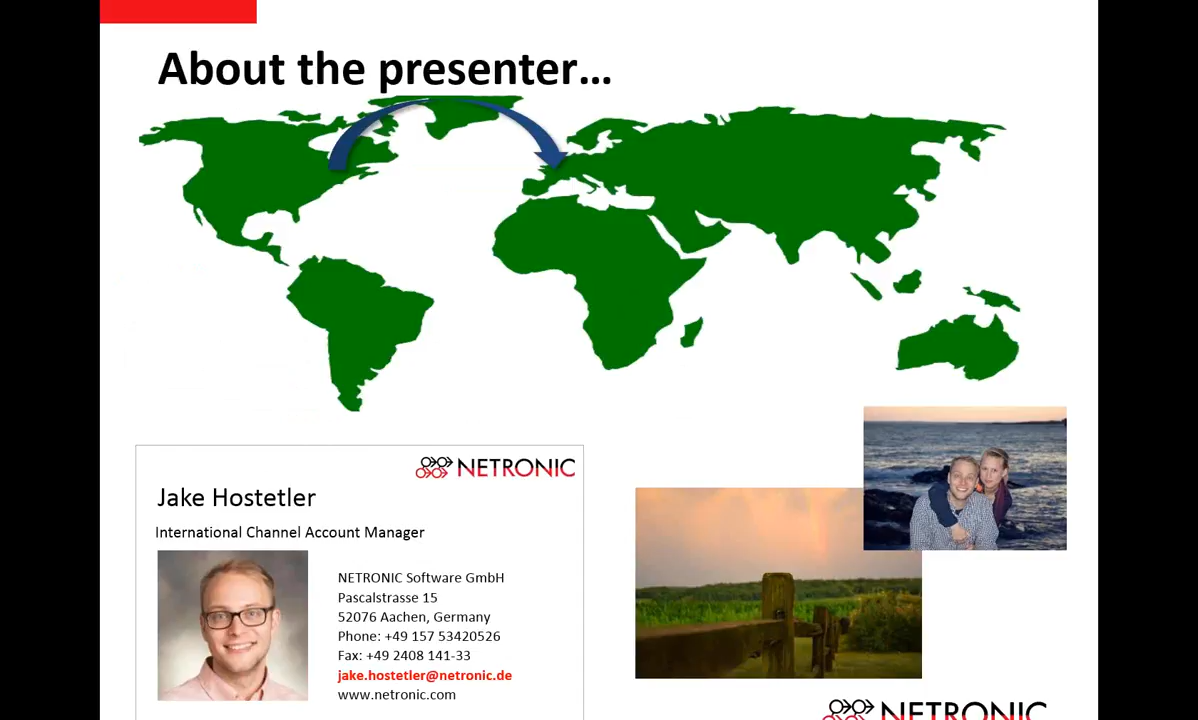 About the presenter...
NETRONIC
Jake Hostetler
International Channel Account Manager
NETRONIC Software GmbH
Pascalstrasse 15
52076 Aachen, Germany
Phone: +49 157 53420526
Fax: +49 2408 141-33
jake.hostetler@netronic.de
www.netronic.com
NETRONIC